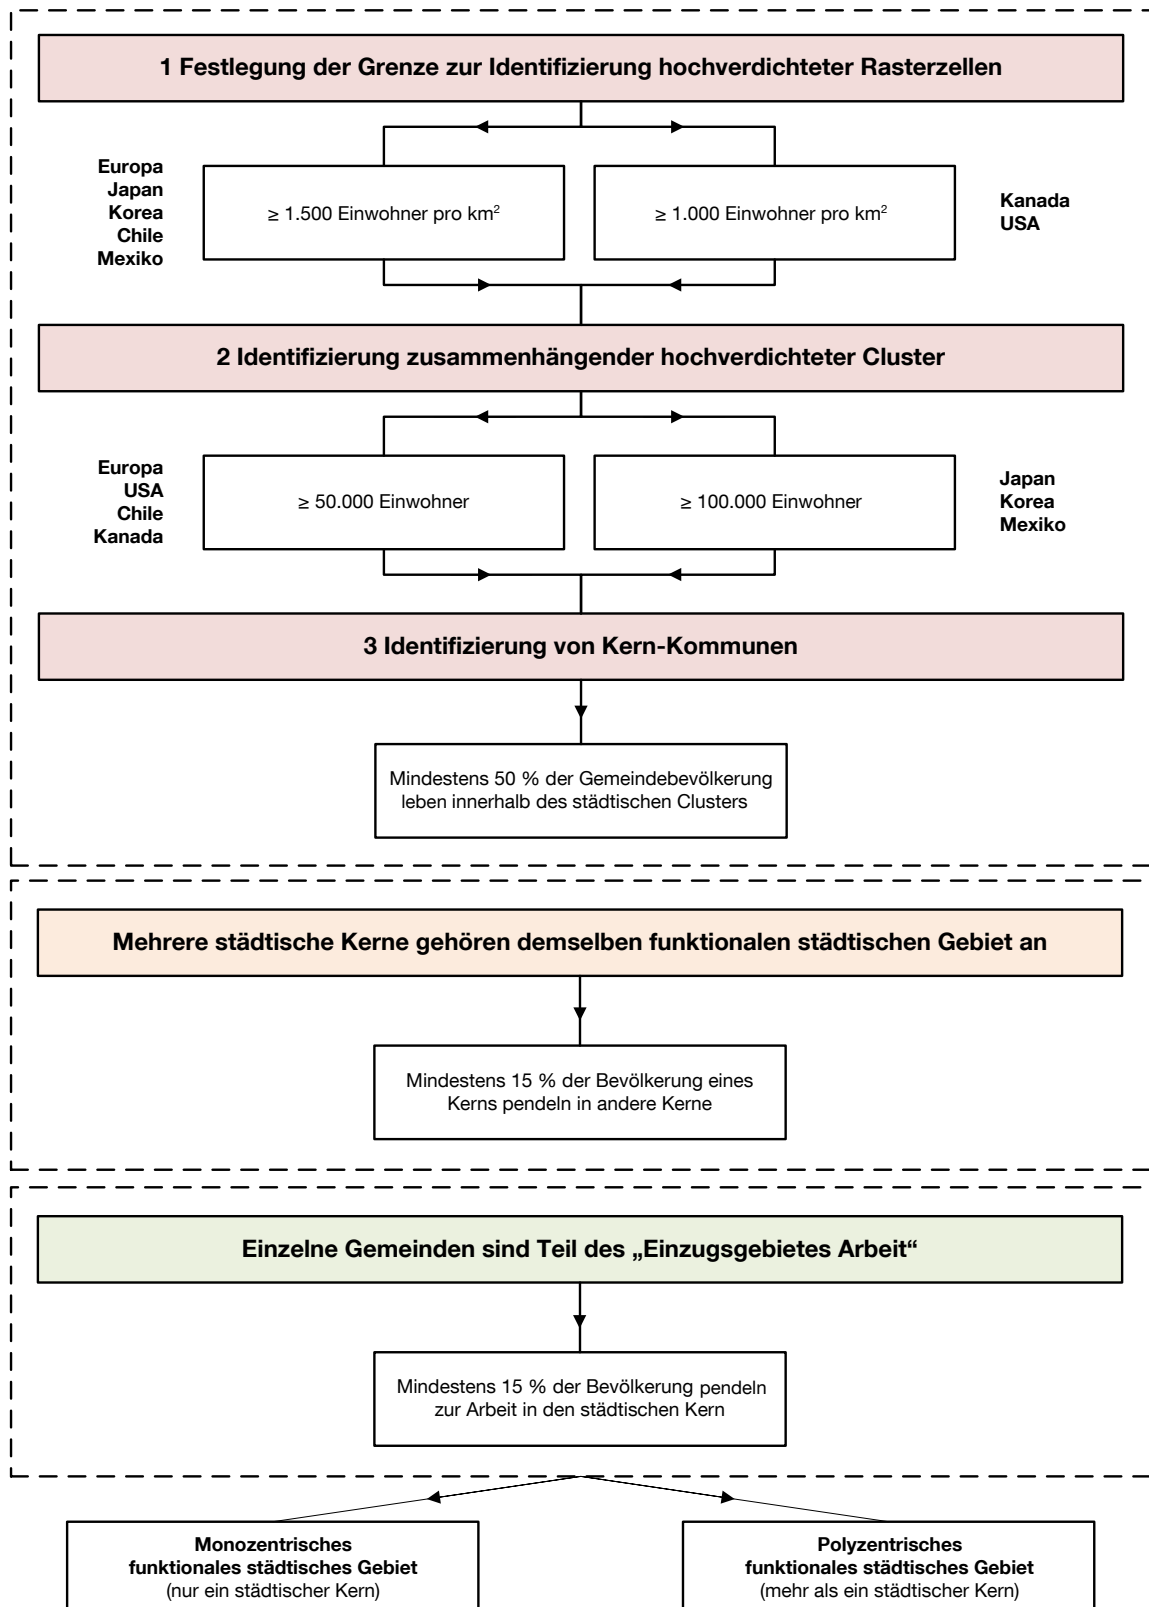 1 Festlegung der Grenze zur Identifizierung hochverdichteter Rasterzellen
Europa
Japan
Korea
Chile
Mexiko
≥ 1.500 Einwohner pro km²
≥ 1.000 Einwohner pro km²
Kanada
USA
2 Identifizierung zusammenhängender hochverdichteter Cluster
Europa
USA
Chile
Kanada
≥ 50.000 Einwohner
≥ 100.000 Einwohner
Japan
Korea
Mexiko
3 Identifizierung von Kern-Kommunen
Mindestens 50 % der Gemeindebevölkerung
leben innerhalb des städtischen Clusters
Mehrere städtische Kerne gehören demselben funktionalen städtischen Gebiet an
Mindestens 15 % der Bevölkerung eines
Kerns pendeln in andere Kerne
Einzelne Gemeinden sind Teil des „Einzugsgebietes Arbeit“
Mindestens 15 % der Bevölkerung pendeln
zur Arbeit in den städtischen Kern
Monozentrisches
funktionales städtisches Gebiet
(nur ein städtischer Kern)
Polyzentrisches
funktionales städtisches Gebiet
(mehr als ein städtischer Kern)